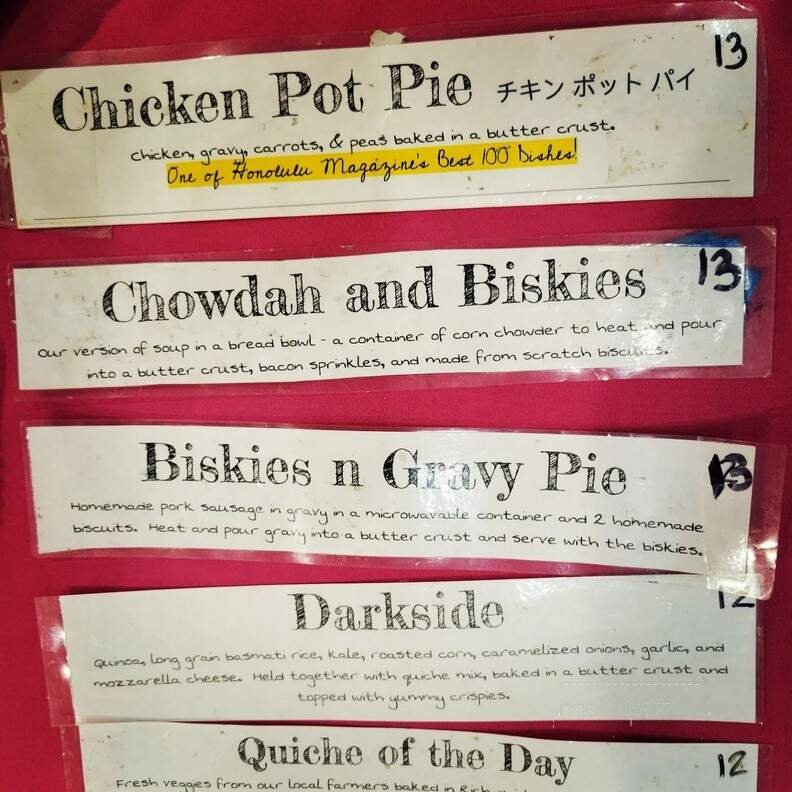 Chicken Pot Pie チキン ポット パイ 13
chicken, gravy, carrots, & peas baked in a butter crust.
One of Honolulu Magazine's Best 100 Dishes!
Chowdah and Biskies 13
Our version of soup in a bread bowl - a container of corn chowder to heat and pour
into a butter crust, bacon sprinkles, and made from scratch biscuits.
Biskies n Gravy Pie 13
Homemade pork sausage in gravy in a microwavable container and 2 homemade
biscuits. Heat and pour gravy into a butter crust and serve with the biskies.
Darkside 12
Quinoa, long grain basmati rice, kale, roasted corn, caramelized onions, garlic, and
mozzarella cheese. Held together with quiche mix, baked in a butter crust and
topped with yummy crispies.
Quiche of the Day 12
Fresh veggies from our local farmers baked in